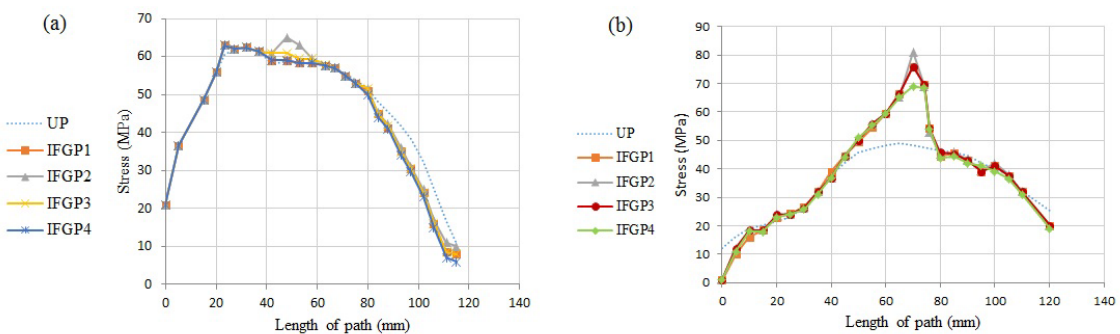 (a)
70
60
50
40
30
20
10
0
Stress (MPa)
0 20 40 60 80 100 120 140
Length of path (mm)
UP
IFGP1
IFGP2
IFGP3
IFGP4
(b)
90
80
70
60
50
40
30
20
10
0
Stress (MPa)
0 20 40 60 80 100 120 140
Length of path (mm)
UP
IFGP1
IFGP2
IFGP3
IFGP4